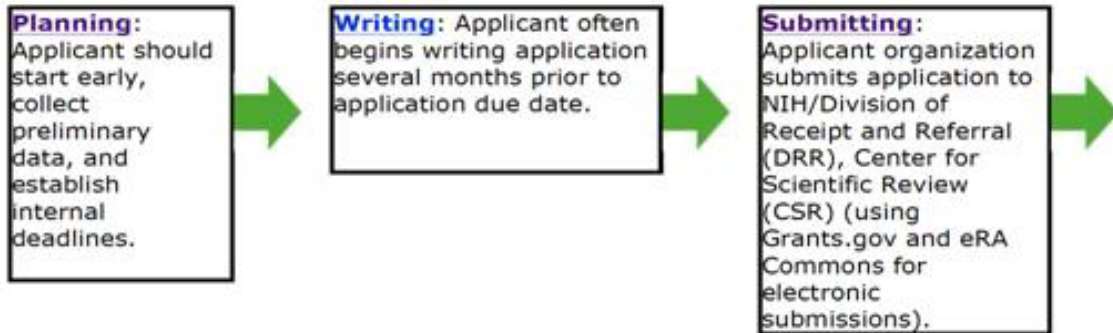 Planning:
Applicant should
start early,
collect
preliminary
data, and
establish
internal
deadlines.
Writing: Applicant often
begins writing application
several months prior to
application due date.
Submitting:
Applicant organization
submits application to
NIH/Division of
Receipt and Referral
(DRR), Center for
Scientific Review
(CSR) (using
Grants.gov and eRA
Commons for
electronic
submissions).